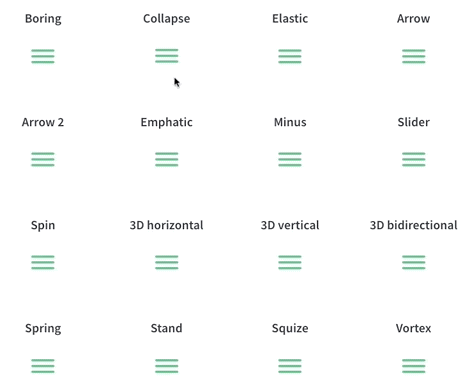 Boring Collapse Elastic Arrow
Arrow 2 Emphatic Minus Slider
Spin 3D horizontal 3D vertical 3D bidirectional
Spring Stand Squize Vortex